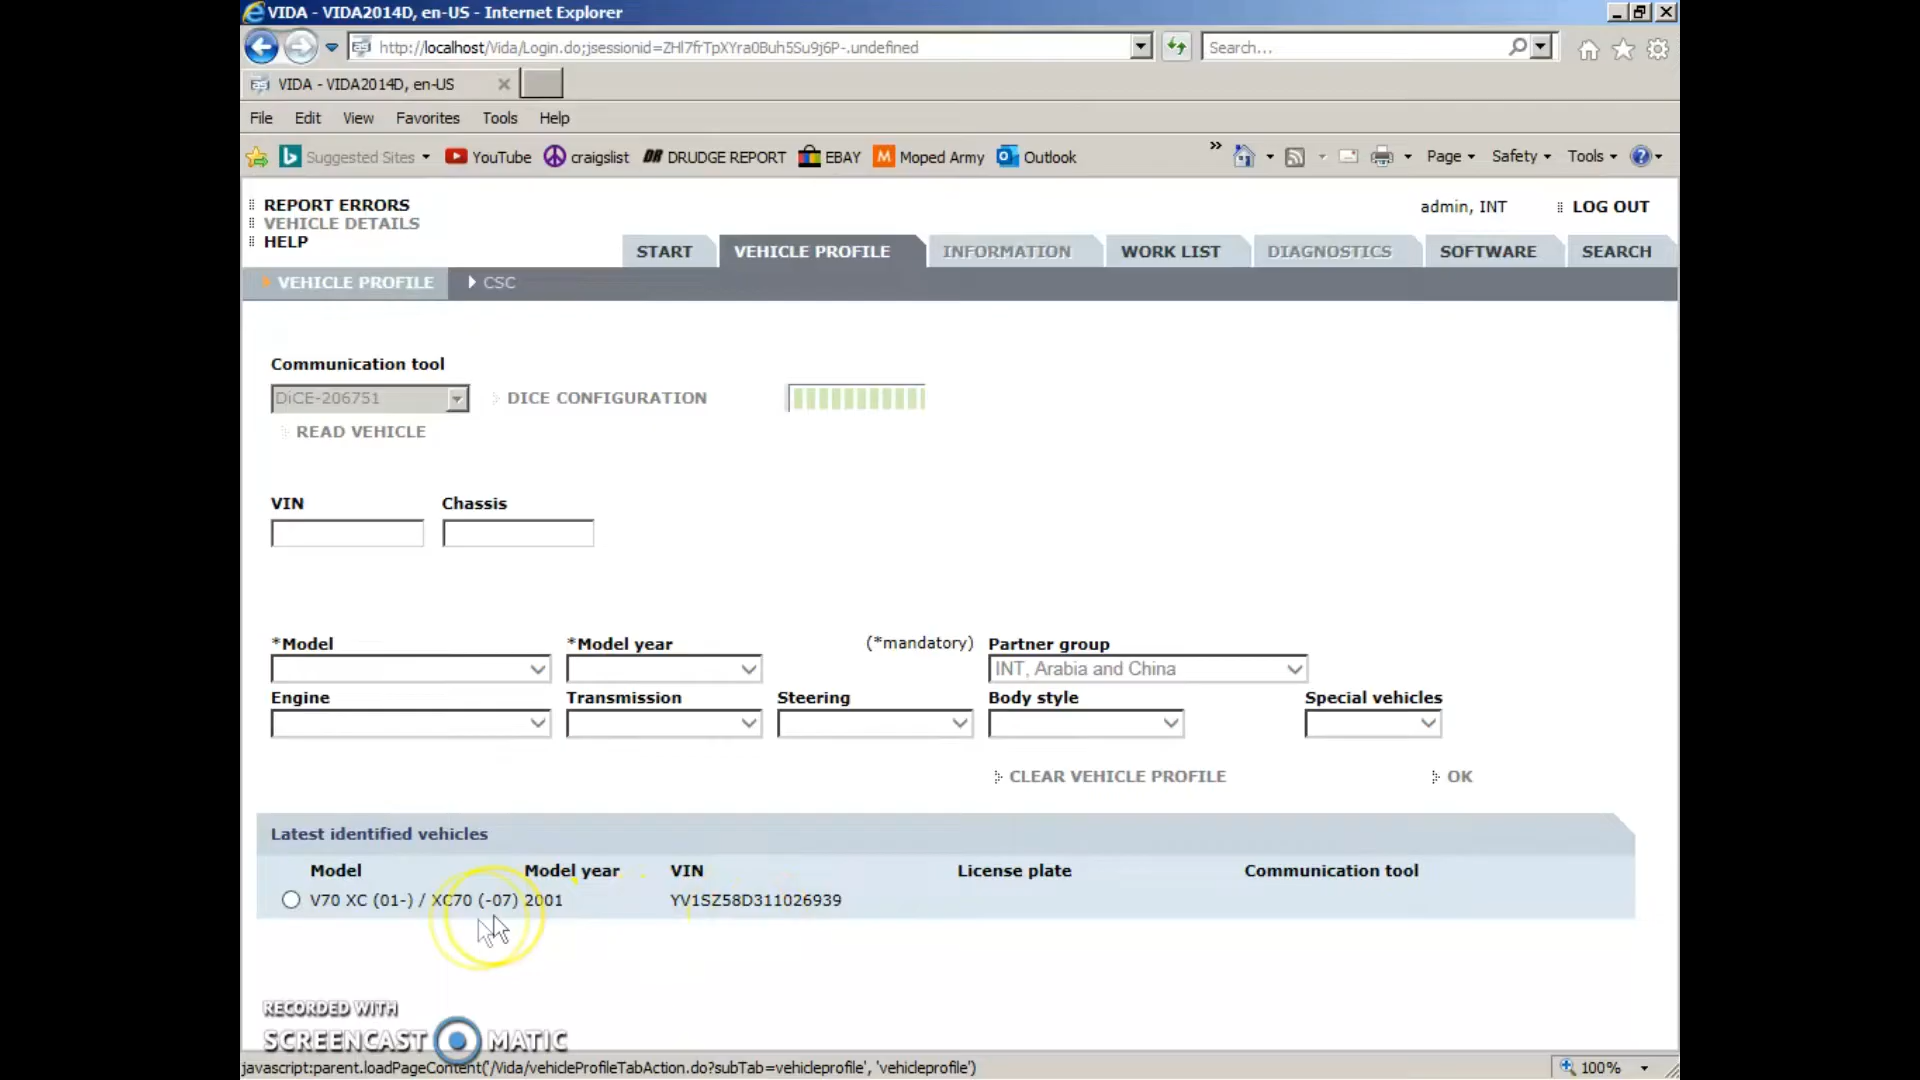 VIDA - VIDA2014D, en-US - Internet Explorer
http://localhost/Vida/Login.do;jsessionid=ZHl7frTpXYra0Buh5Su9j6P-.undefined
Search...
VIDA - VIDA2014D, en-US
File Edit View Favorites Tools Help
Suggested Sites YouTube craigslist DRUDGE REPORT EBAY Moped Army Outlook
Page Safety Tools
REPORT ERRORS
VEHICLE DETAILS
HELP
admin, INT LOG OUT
START VEHICLE PROFILE INFORMATION WORK LIST DIAGNOSTICS SOFTWARE SEARCH
VEHICLE PROFILE CSC
Communication tool
DiCE-206751 DICE CONFIGURATION
READ VEHICLE
VIN Chassis
*Model *Model year (*mandatory) Partner group
INT, Arabia and China
Engine Transmission Steering Body style Special vehicles
CLEAR VEHICLE PROFILE OK
Latest identified vehicles
Model Model year VIN License plate Communication tool
V70 XC (01-) / XC70 (-07) 2001 YV1SZ58D311026939
RECORDED WITH
SCREENCAST MATIC
javascript:parent.loadPageContent('/Vida/vehicleProfileTabAction.do?subTab=vehicleprofile', 'vehicleprofile')
100%